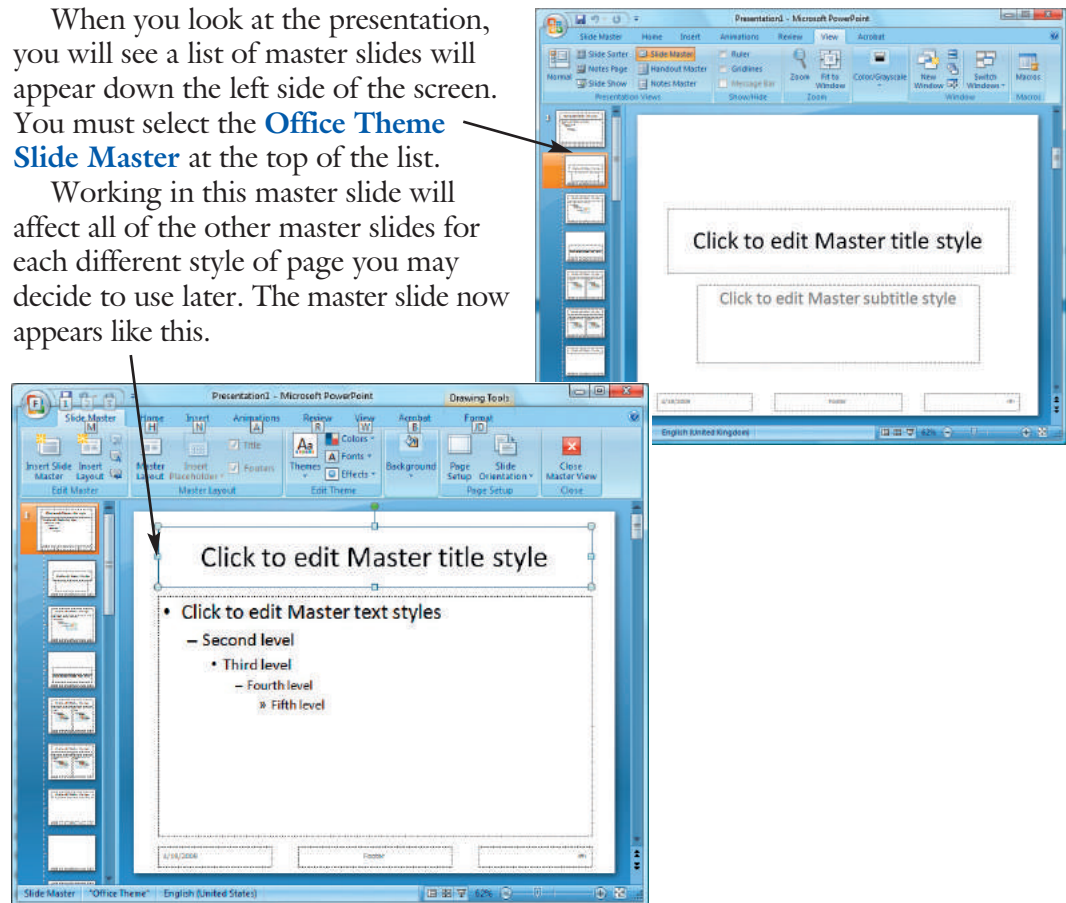 When you look at the presentation,
you will see a list of master slides will
appear down the left side of the screen.
You must select the Office Theme
Slide Master at the top of the list.
Working in this master slide will
affect all of the other master slides for
each different style of page you may
decide to use later. The master slide now
appears like this.
Presentation1 - Microsoft PowerPoint
Slide Master Home Insert Animations Review View Acrobat
Slide Sorter Slide Master Ruler
Notes Page Handout Master Gridlines
Normal Slide Show Notes Master Message Bar Zoom Fit to Window Color/Grayscale New Window Switch Windows Macros
Presentation Views Show/Hide Zoom Window Macros
Click to edit Master title style
Click to edit Master subtitle style
Footer
English (United Kingdom) 62%
Presentation1 - Microsoft PowerPoint Drawing Tools
Slide Master Home Insert Animations Review View Acrobat Format
M H N A R W B JD
Insert Slide Master Insert Layout Master Layout Insert Placeholder Title Footers Themes Colors Fonts Effects Background Page Setup Slide Orientation Close Master View
Edit Master Master Layout Edit Theme Page Setup Close
Click to edit Master title style
• Click to edit Master text styles
– Second level
• Third level
– Fourth level
» Fifth level
Footer
Slide Master "Office Theme" English (United States) 62%